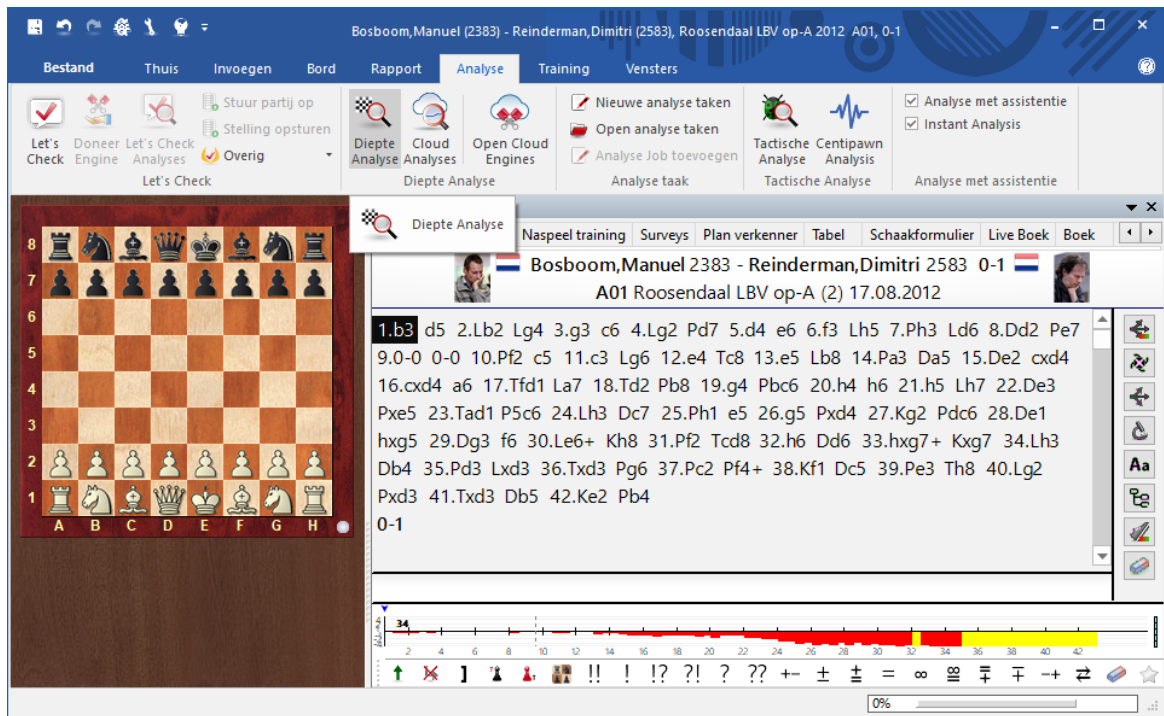 Bosboom,Manuel (2383) - Reinderman,Dimitri (2583), Roosendaal LBV op-A 2012 A01, 0-1
Bestand Thuis Invoegen Bord Rapport Analyse Training Vensters
Let's Check
Doneer Engine
Let's Check Analyses
Stuur partij op
Stelling opsturen
Overig
Let's Check
Diepte Analyse
Cloud Analyses
Open Cloud Engines
Diepte Analyse
Nieuwe analyse taken
Open analyse taken
Analyse Job toevoegen
Analyse taak
Tactische Analyse
Centipawn Analysis
Tactische Analyse
Analyse met assistentie
Instant Analysis
Analyse met assistentie
Diepte Analyse
Naspeel training Surveys Plan verkenner Tabel Schaakformulier Live Boek Boek
Bosboom,Manuel 2383 - Reinderman,Dimitri 2583 0-1
A01 Roosendaal LBV op-A (2) 17.08.2012
1.b3 d5 2.Lb2 Lg4 3.g3 c6 4.Lg2 Pd7 5.d4 e6 6.f3 Lh5 7.Ph3 Ld6 8.Dd2 Pe7
9.0-0 0-0 10.Pf2 c5 11.c3 Lg6 12.e4 Tc8 13.e5 Lb8 14.Pa3 Da5 15.De2 cxd4
16.cxd4 a6 17.Tfd1 La7 18.Td2 Pb8 19.g4 Pbc6 20.h4 h6 21.h5 Lh7 22.De3
Pxe5 23.Tad1 P5c6 24.Lh3 Dc7 25.Ph1 e5 26.g5 Pxd4 27.Kg2 Pdc6 28.De1
hxg5 29.Dg3 f6 30.Le6+ Kh8 31.Pf2 Tcd8 32.h6 Dd6 33.hxg7+ Kxg7 34.Lh3
Db4 35.Pd3 Lxd3 36.Txd3 Pg6 37.Pc2 Pf4+ 38.Kf1 Dc5 39.Pe3 Th8 40.Lg2
Pxd3 41.Txd3 Db5 42.Ke2 Pb4
0-1
8
7
6
5
4
3
2
1
A B C D E F G H
Aa
34
2 4 6 8 10 12 14 16 18 20 22 24 26 28 30 32 34 36 38 40 42
] !! ! !? ?! ? ?? +− ± ⩲ = ∞ ⩱ ∓ −+ ⇄
0%